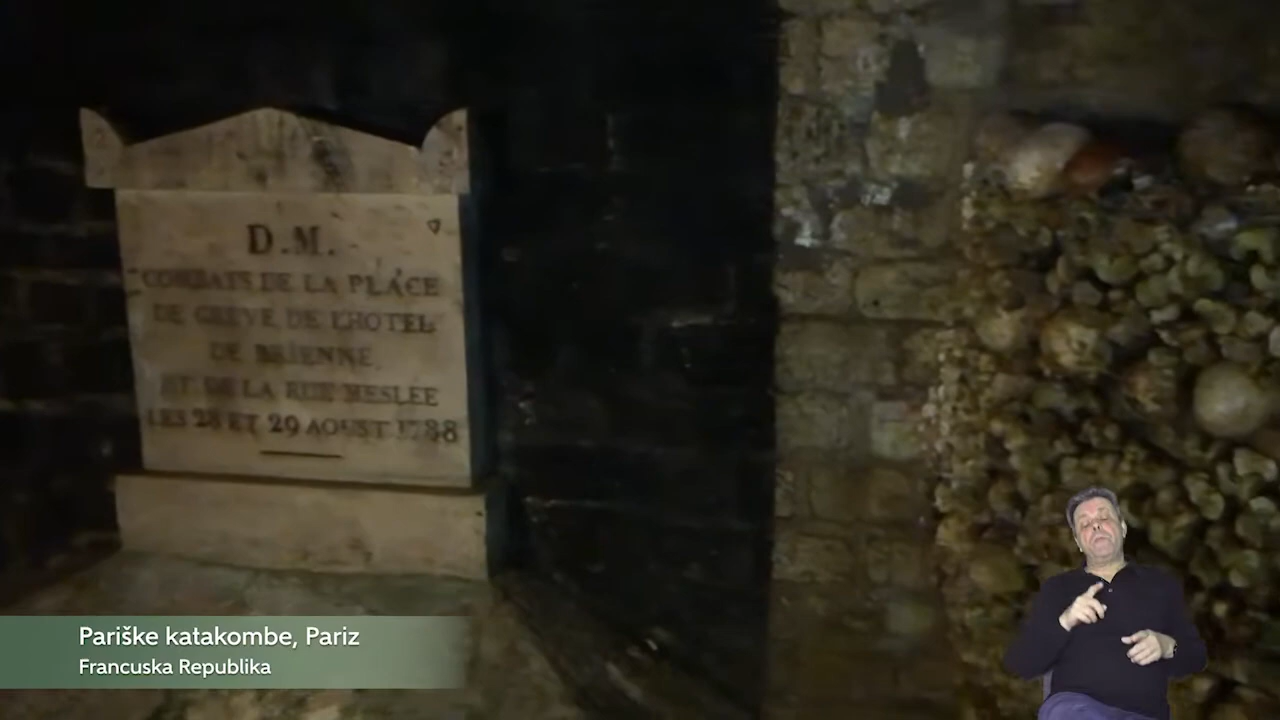 D.M.
COMBATS DE LA PLACE
DE GREVE, DE L'HOTEL
DE BRIENNE,
ET DE LA RUE MESLEE
LES 28 ET 29 AOUST 1788
Pariške katakombe, Pariz
Francuska Republika